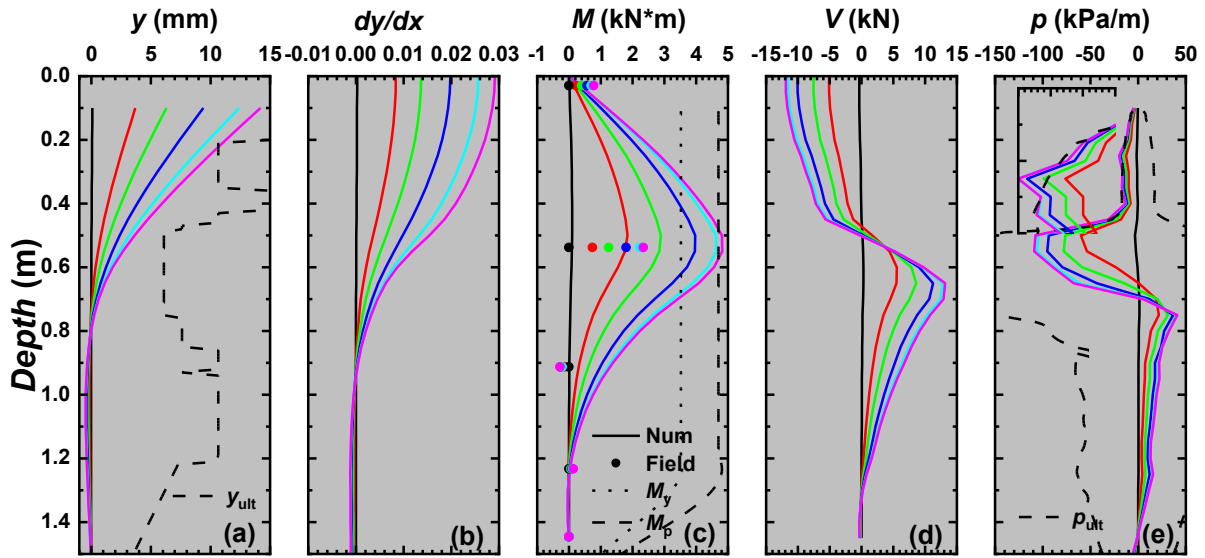 y (mm) dy/dx M (kN*m) V (kN) p (kPa/m)
0 5 10 15 -0.01 0.00 0.01 0.02 0.03 -1 0 1 2 3 4 5 -15 -10 -5 0 5 10 15 -150 -100 -50 0 50
0.0
0.2
0.4
0.6
0.8
1.0
1.2
1.4
Depth (m)
Num
Field
My
Mp
yult
pult
(a) (b) (c) (d) (e)